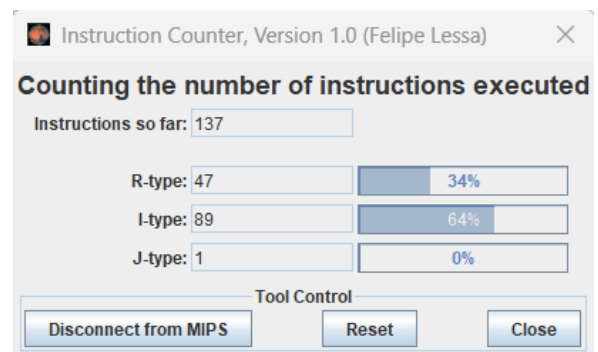 Instruction Counter, Version 1.0 (Felipe Lessa)
Counting the number of instructions executed
Instructions so far: 137
R-type: 47 34%
I-type: 89 64%
J-type: 1 0%
Tool Control
Disconnect from MIPS Reset Close